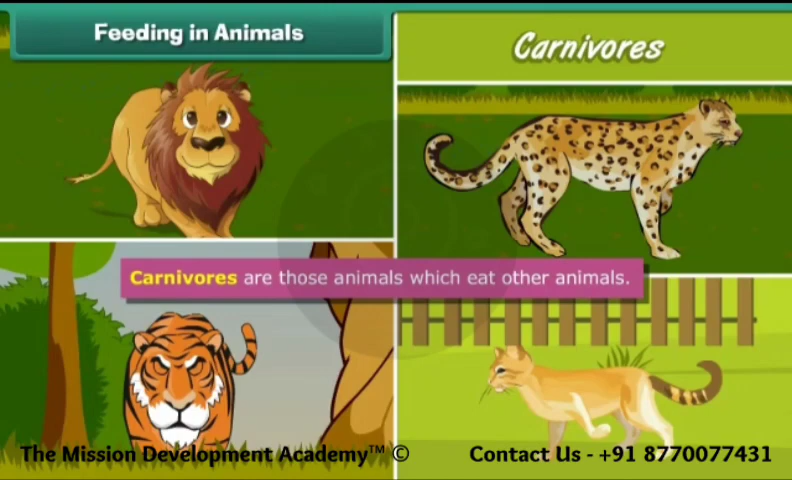 Feeding in Animals
Carnivores
Carnivores are those animals which eat other animals.
The Mission Development Academy™ ©
Contact Us - +91 8770077431